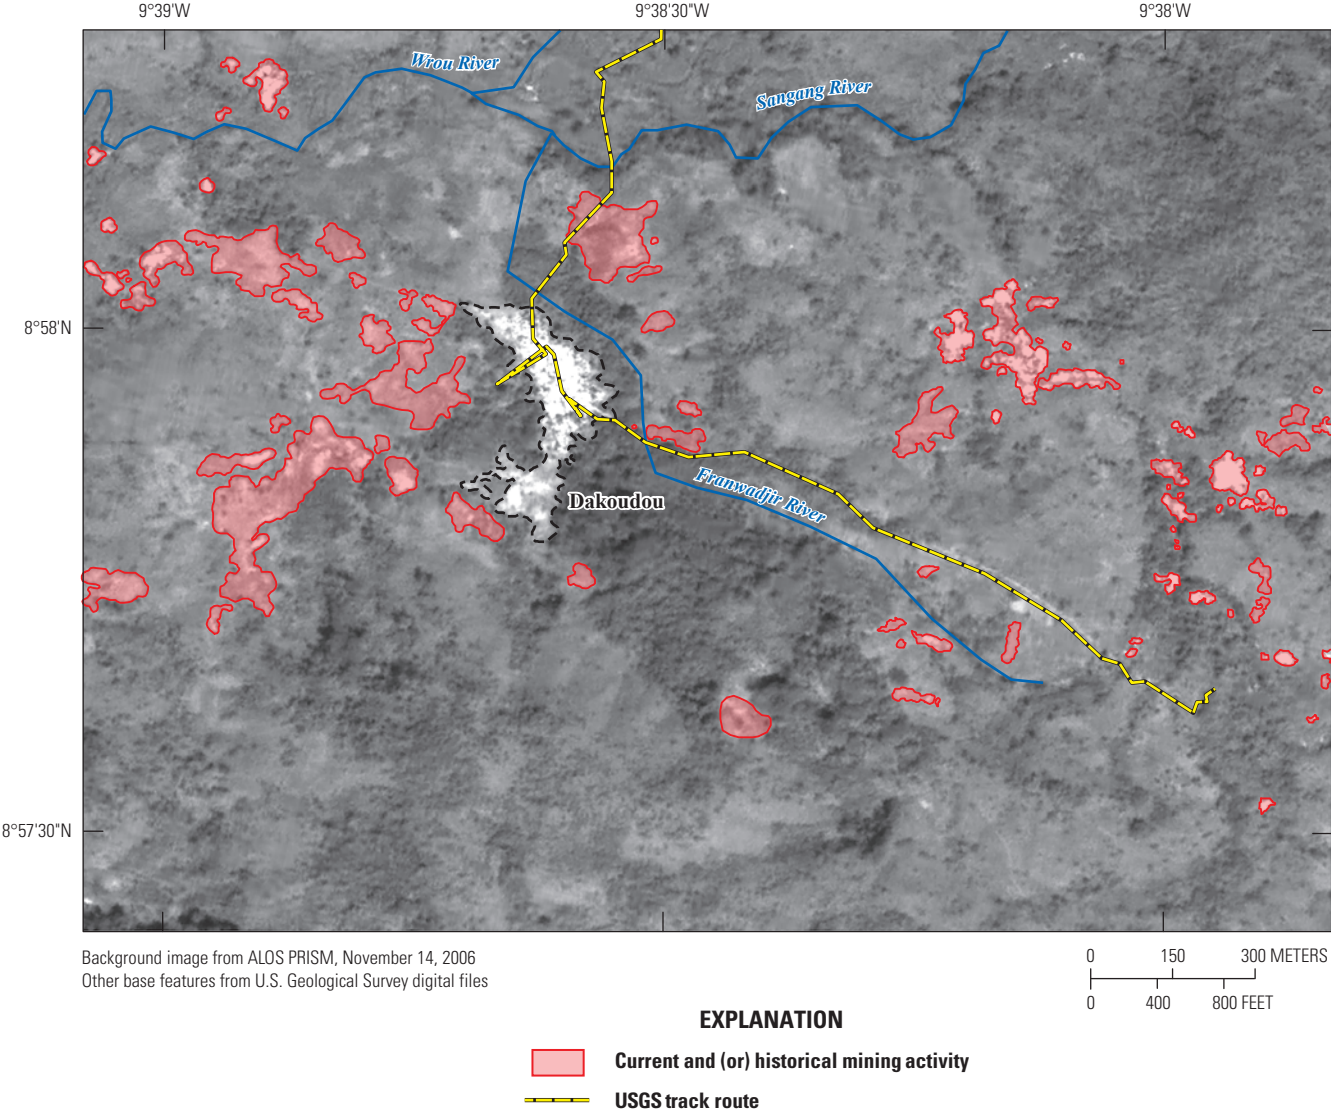 9°39'W
9°38'30"W
9°38'W
Wrou River
Sangang River
8°58'N
Dakoudou
Franwadjir River
8°57'30"N
Background image from ALOS PRISM, November 14, 2006
Other base features from U.S. Geological Survey digital files
0 150 300 METERS
0 400 800 FEET
EXPLANATION
Current and (or) historical mining activity
USGS track route